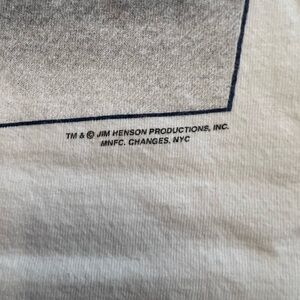 TM & © JIM HENSON PRODUCTIONS, INC.
MNFC. CHANGES, NYC